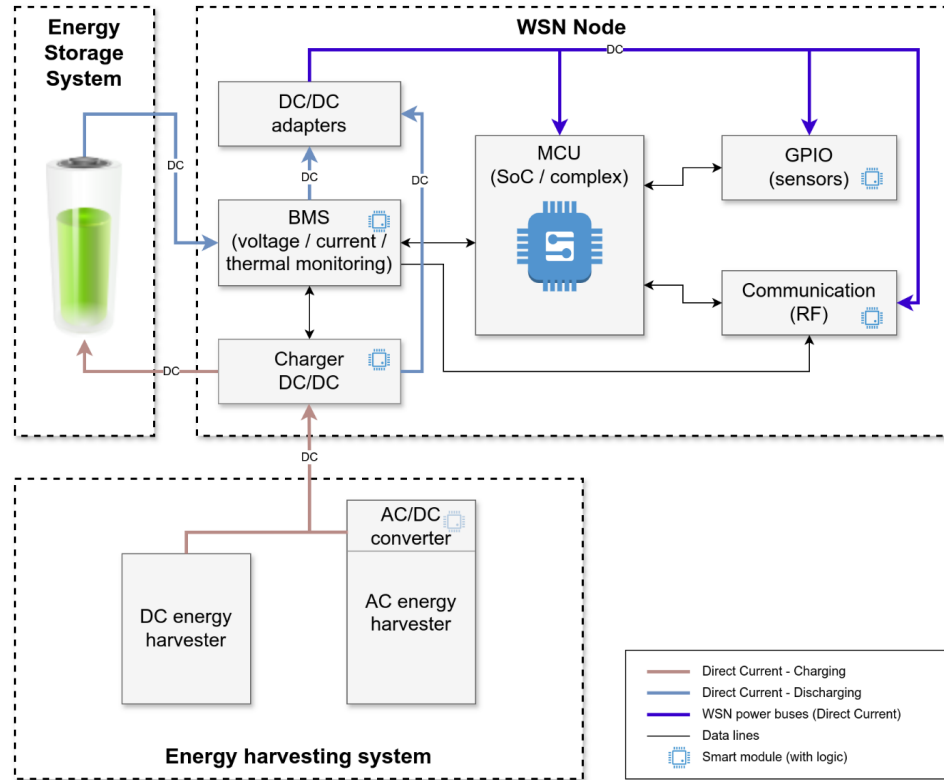 Energy
Storage
System
WSN Node
DC
DC/DC
adapters
DC
DC
DC
MCU
(SoC / complex)
GPIO
(sensors)
BMS
(voltage / current /
thermal monitoring)
Communication
(RF)
Charger
DC/DC
DC
DC
AC/DC
converter
DC energy
harvester
AC energy
harvester
Energy harvesting system
Direct Current - Charging
Direct Current - Discharging
WSN power buses (Direct Current)
Data lines
Smart module (with logic)